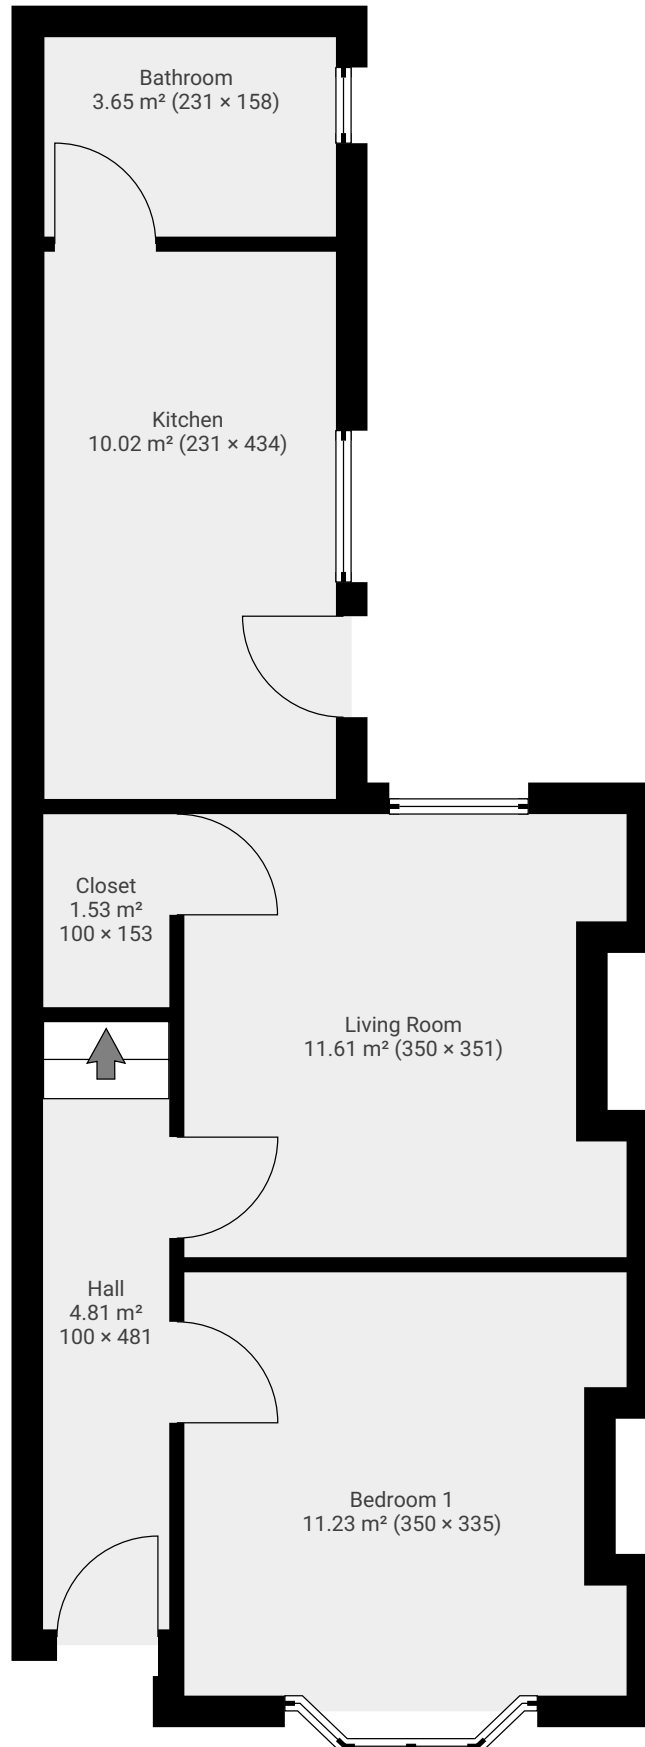 Bathroom
3.65 m² (231 × 158)
Kitchen
10.02 m² (231 × 434)
Closet
1.53 m²
100 × 153
Living Room
11.61 m² (350 × 351)
Hall
4.81 m²
100 × 481
Bedroom 1
11.23 m² (350 × 335)